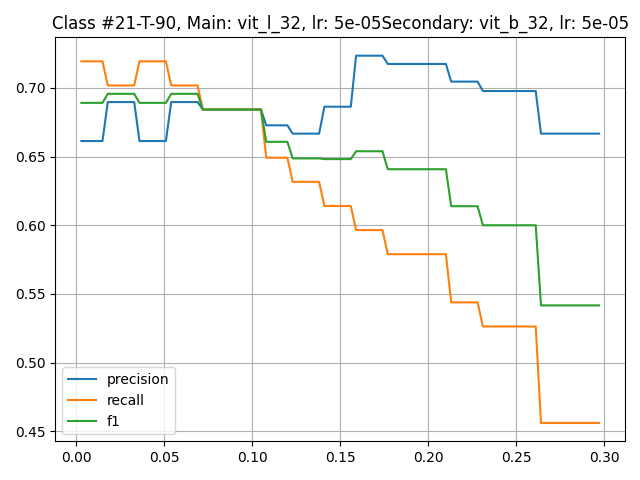 Class #21-T-90, Main: vit_l_32, lr: 5e-05Secondary: vit_b_32, lr: 5e-05
0.70
0.65
0.60
0.55
0.50
0.45
precision
recall
f1
0.00 0.05 0.10 0.15 0.20 0.25 0.30